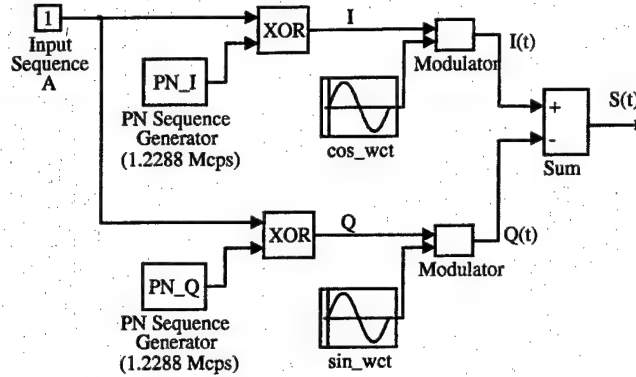 1
Input
Sequence
A
XOR
I
Modulator
I(t)
PN_I
PN Sequence
Generator
(1.2288 Mcps)
cos_wct
+
-
Sum
S(t)
XOR
Q
Modulator
Q(t)
PN_Q
PN Sequence
Generator
(1.2288 Mcps)
sin_wct